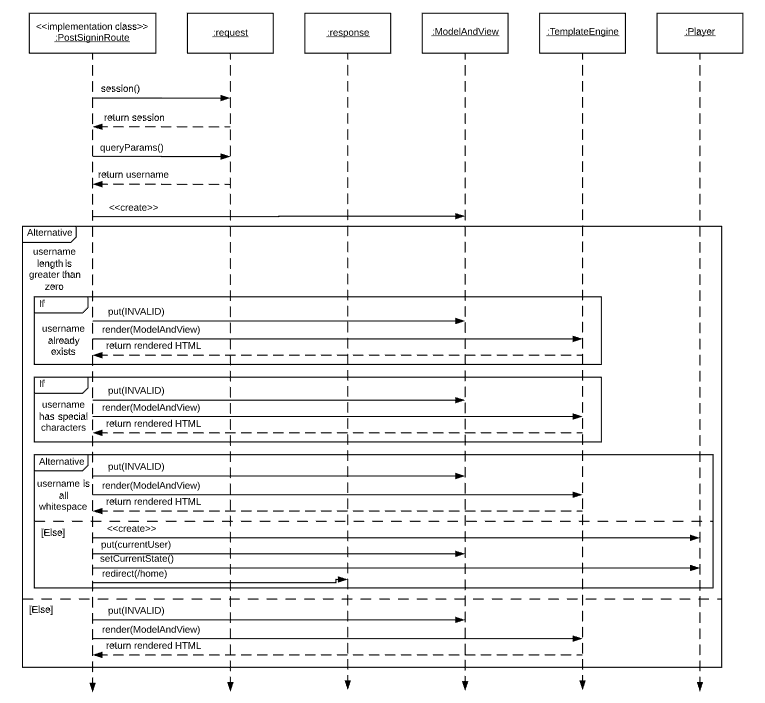 <<implementation class>>
:PostSigninRoute
:request
:response
:ModelAndView
:TemplateEngine
:Player
session()
return session
queryParams()
return username
<<create>>
Alternative
username
length is
greater than
zero
If
put(INVALID)
render(ModelAndView)
username
already
exists
return rendered HTML
If
put(INVALID)
username
has special
characters
render(ModelAndView)
return rendered HTML
Alternative
put(INVALID)
username is
all
whitespace
render(ModelAndView)
return rendered HTML
[Else]
<<create>>
put(currentUser)
setCurrentState()
redirect(/home)
[Else]
put(INVALID)
render(ModelAndView)
return rendered HTML